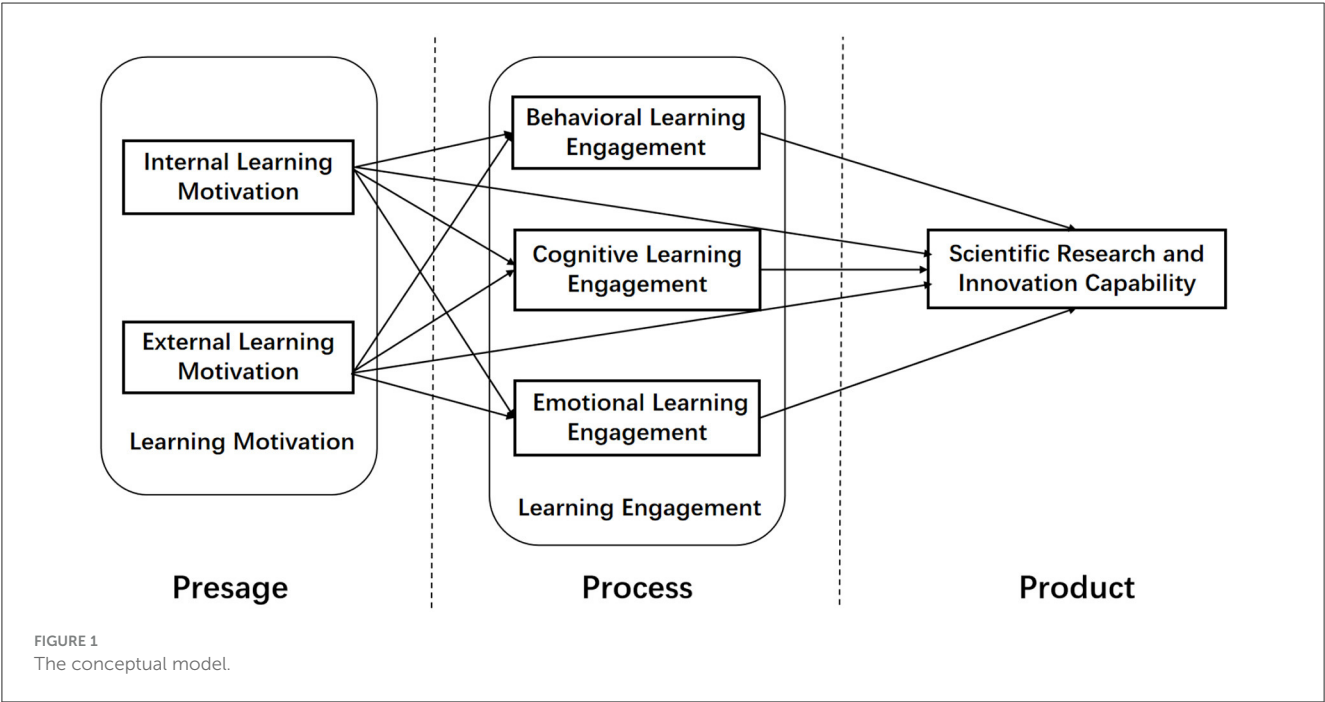 Internal Learning
Motivation
External Learning
Motivation
Learning Motivation
Presage
Behavioral Learning
Engagement
Cognitive Learning
Engagement
Emotional Learning
Engagement
Learning Engagement
Process
Scientific Research and
Innovation Capability
Product
FIGURE 1
The conceptual model.